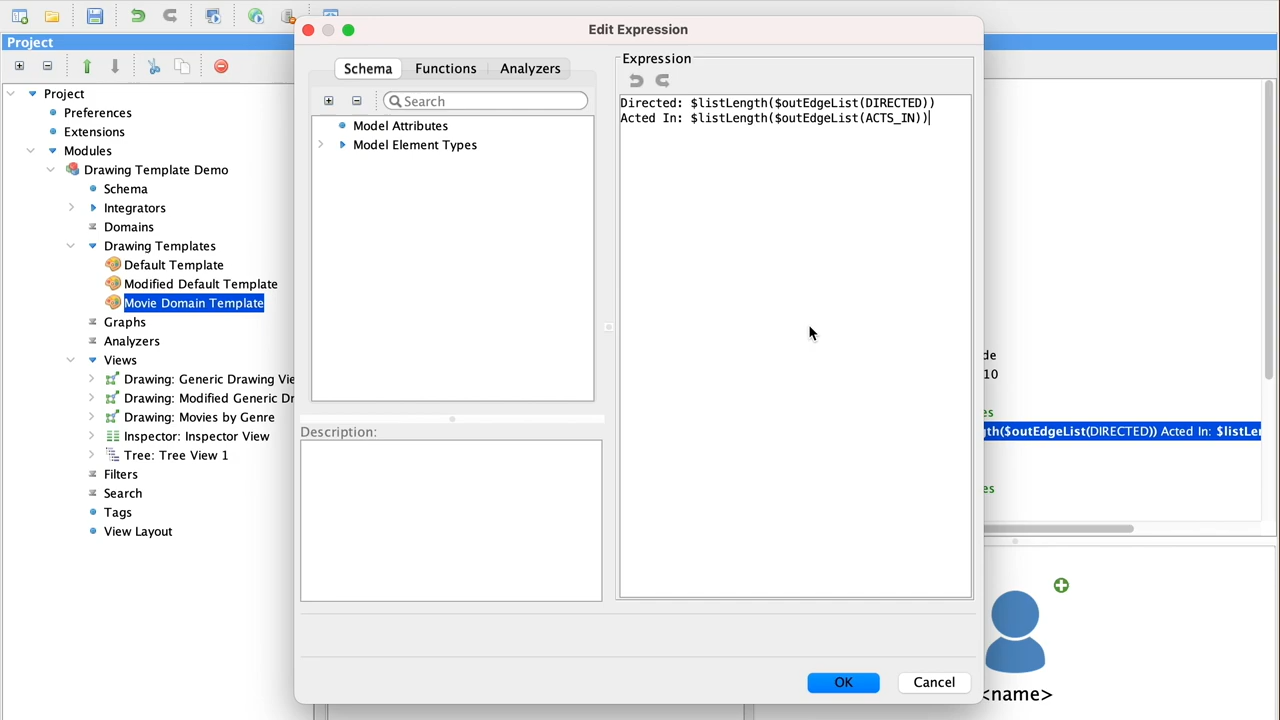 Edit Expression
Project
Project
Properties
Extensions
Modules
Drawing Template Demo
Schema
Integrators
Domains
Drawing Templates
Default Template
Modified Default Template
Movie Domain Template
Graphs
Analyzers
Views
Drawing: Generic Drawing Vie
Drawing: Modified Generic Dr
Drawing: Movies by Genre
Inspector: Inspector View
Tree: Tree View 1
Filters
Search
Tags
View Layout
Schema
Functions
Analyzers
Search
Model Attributes
Model Element Types
Description:
Expression
Directed: $listLength($outEdgeList(DIRECTED))
Acted In: $listLength($outEdgeList(ACTS_IN))
de
10
es
gth($outEdgeList(DIRECTED)) Acted In: $listLe
es
<name>
OK
Cancel